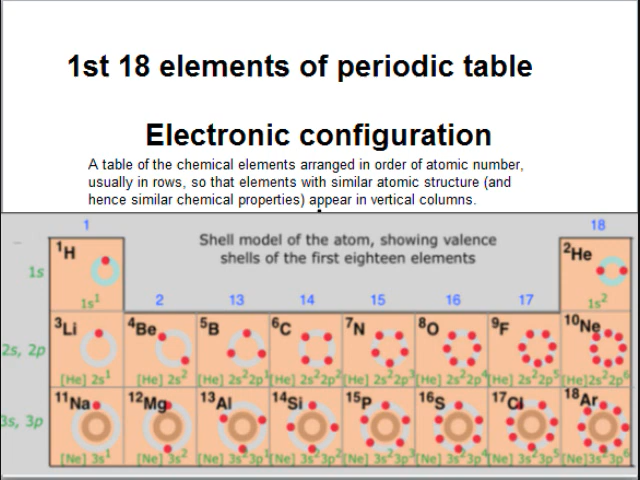 1st 18 elements of periodic table
Electronic configuration
A table of the chemical elements arranged in order of atomic number,
usually in rows, so that elements with similar atomic structure (and
hence similar chemical properties) appear in vertical columns.
1 18
Shell model of the atom, showing valence
shells of the first eighteen elements
¹H ²He
1s
1s¹ 1s²
2 13 14 15 16 17
³Li ⁴Be ⁵B ⁶C ⁷N ⁸O ⁹F ¹⁰Ne
2s, 2p
[He] 2s¹ [He] 2s² [He] 2s²2p¹ [He] 2s²2p² [He] 2s²2p³ [He] 2s²2p⁴ [He] 2s²2p⁵ [He] 2s²2p⁶
¹¹Na ¹²Mg ¹³Al ¹⁴Si ¹⁵P ¹⁶S ¹⁷Cl ¹⁸Ar
3s, 3p
[Ne] 3s¹ [Ne] 3s² [Ne] 3s²3p¹ [Ne] 3s²3p² [Ne] 3s²3p³ [Ne] 3s²3p⁴ [Ne] 3s²3p⁵ [Ne] 3s²3p⁶